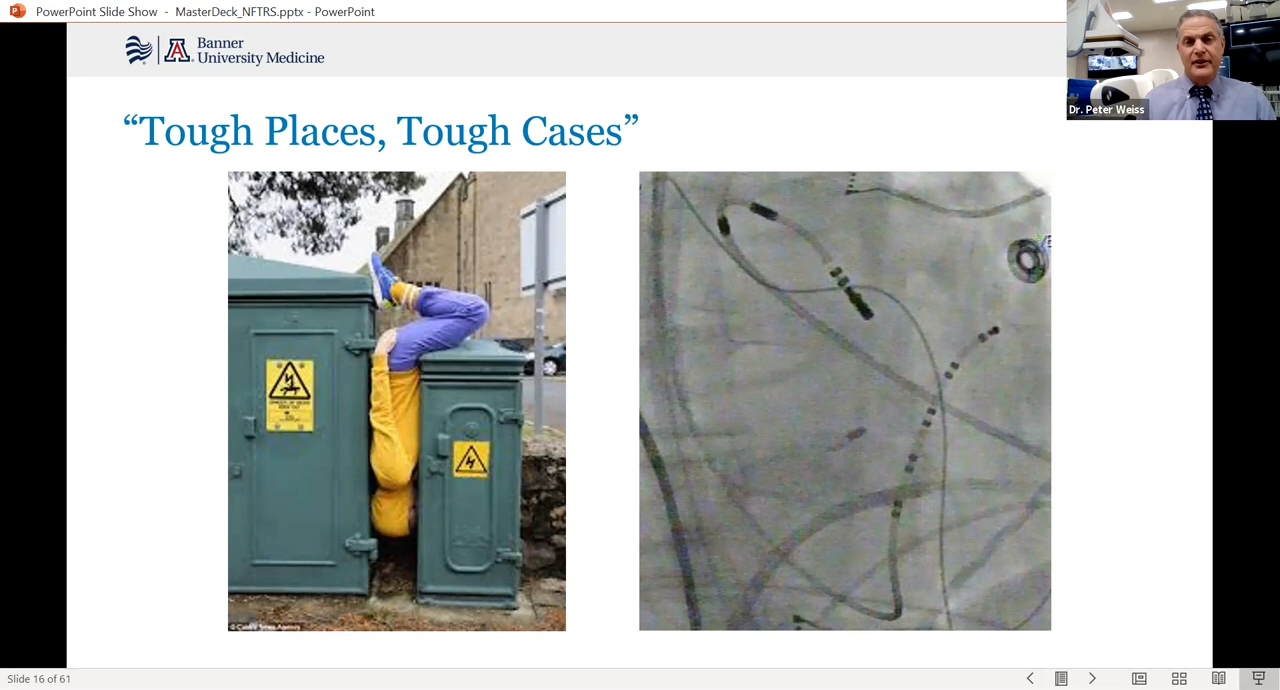 PowerPoint Slide Show - MasterDeck_NFTRS.pptx - PowerPoint
Banner
University Medicine
A
Dr. Peter Weiss
“Tough Places, Tough Cases”
Slide 16 of 61